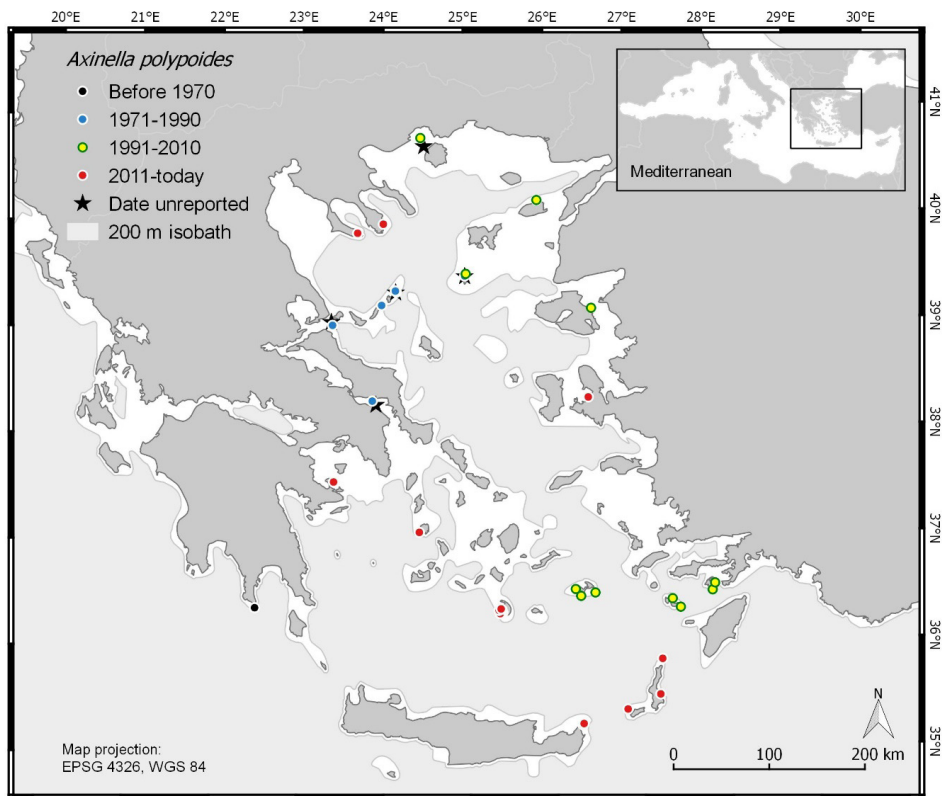 20°E 21°E 22°E 23°E 24°E 25°E 26°E 27°E 28°E 29°E 30°E
Axinella polypoides
Before 1970
1971-1990
1991-2010
2011-today
Date unreported
200 m isobath
Mediterranean
41°N
40°N
39°N
38°N
37°N
36°N
35°N
N
0 100 200 km
Map projection:
EPSG 4326, WGS 84